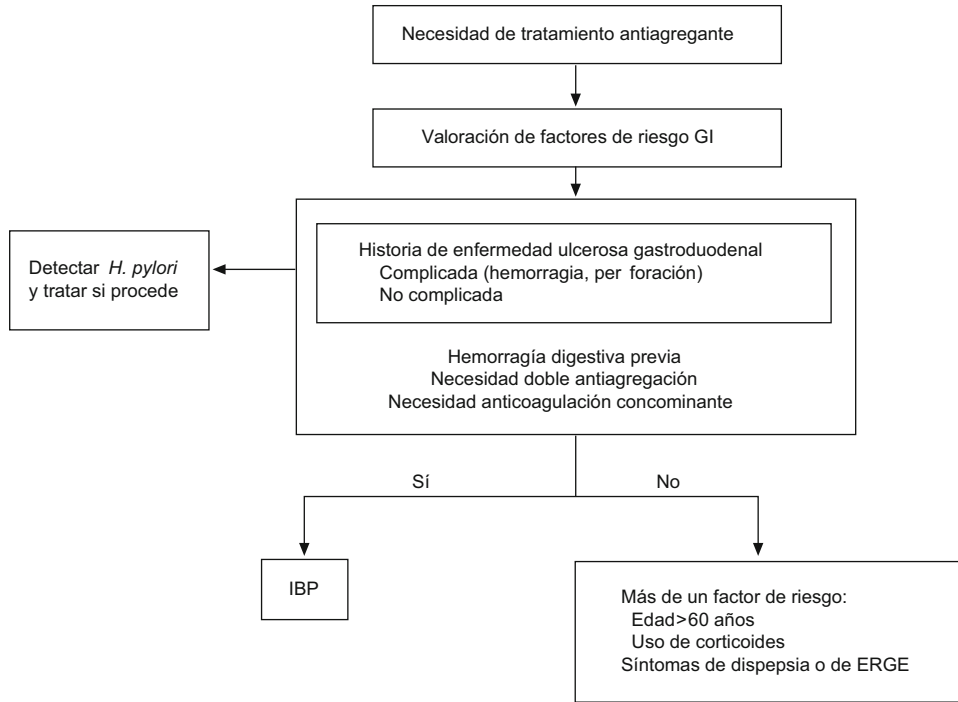 Necesidad de tratamiento antiagregante
Valoración de factores de riesgo GI
Historia de enfermedad ulcerosa gastroduodenal
Complicada (hemorragia, per foración)
No complicada
Detectar H. pylori
y tratar si procede
Hemorragía digestiva previa
Necesidad doble antiagregación
Necesidad anticoagulación concominante
Sí
No
IBP
Más de un factor de riesgo:
Edad>60 años
Uso de corticoides
Síntomas de dispepsia o de ERGE